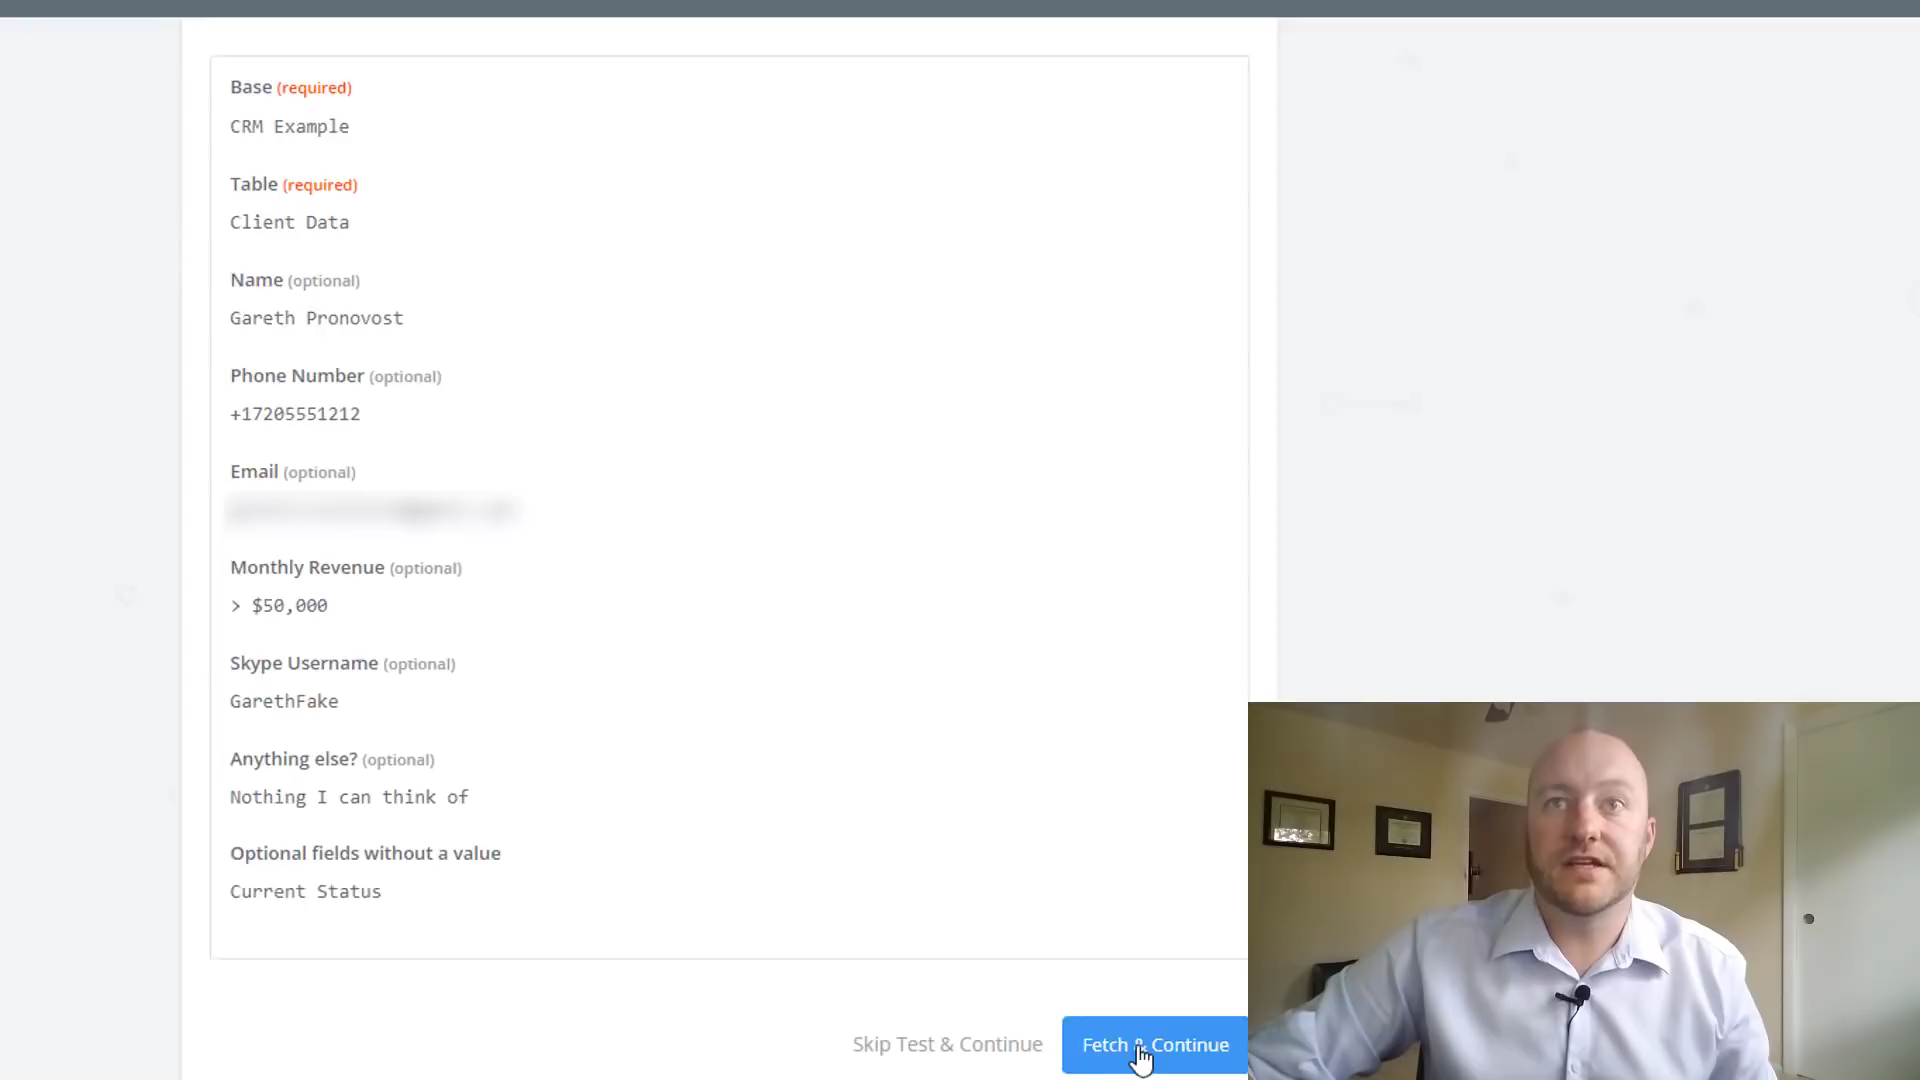 Base (required)
CRM Example
Table (required)
Client Data
Name (optional)
Gareth Pronovost
Phone Number (optional)
+17205551212
Email (optional)
Monthly Revenue (optional)
> $50,000
Skype Username (optional)
GarethFake
Anything else? (optional)
Nothing I can think of
Optional fields without a value
Current Status
Skip Test & Continue
Fetch & Continue